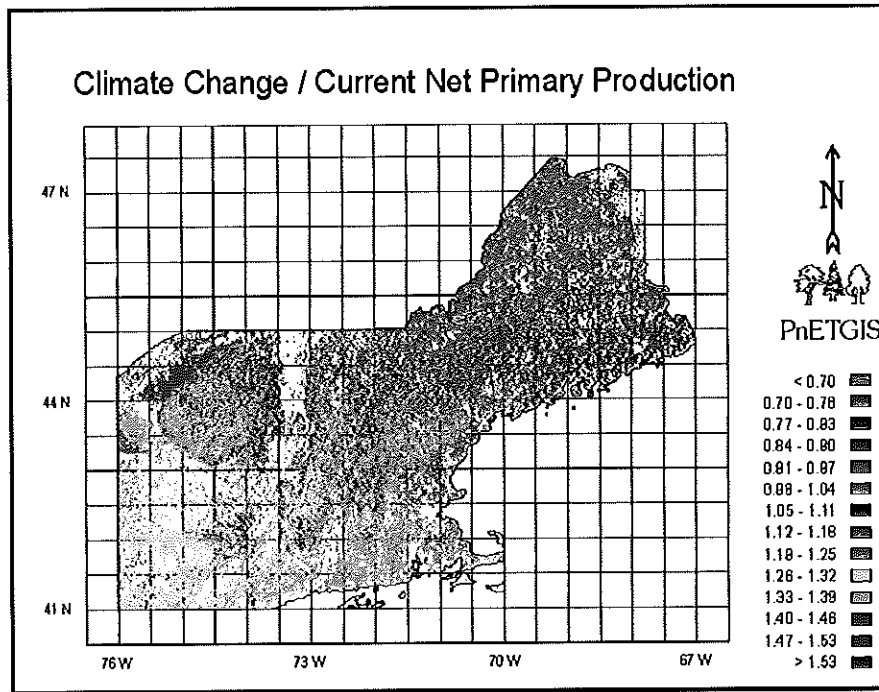 Climate Change / Current Net Primary Production
47 N
44 N
41 N
76 W
73 W
70 W
67 W
N
PnETGIS
< 0.70
0.70 - 0.76
0.77 - 0.83
0.84 - 0.90
0.91 - 0.97
0.98 - 1.04
1.05 - 1.11
1.12 - 1.18
1.19 - 1.25
1.26 - 1.32
1.33 - 1.39
1.40 - 1.46
1.47 - 1.53
> 1.53